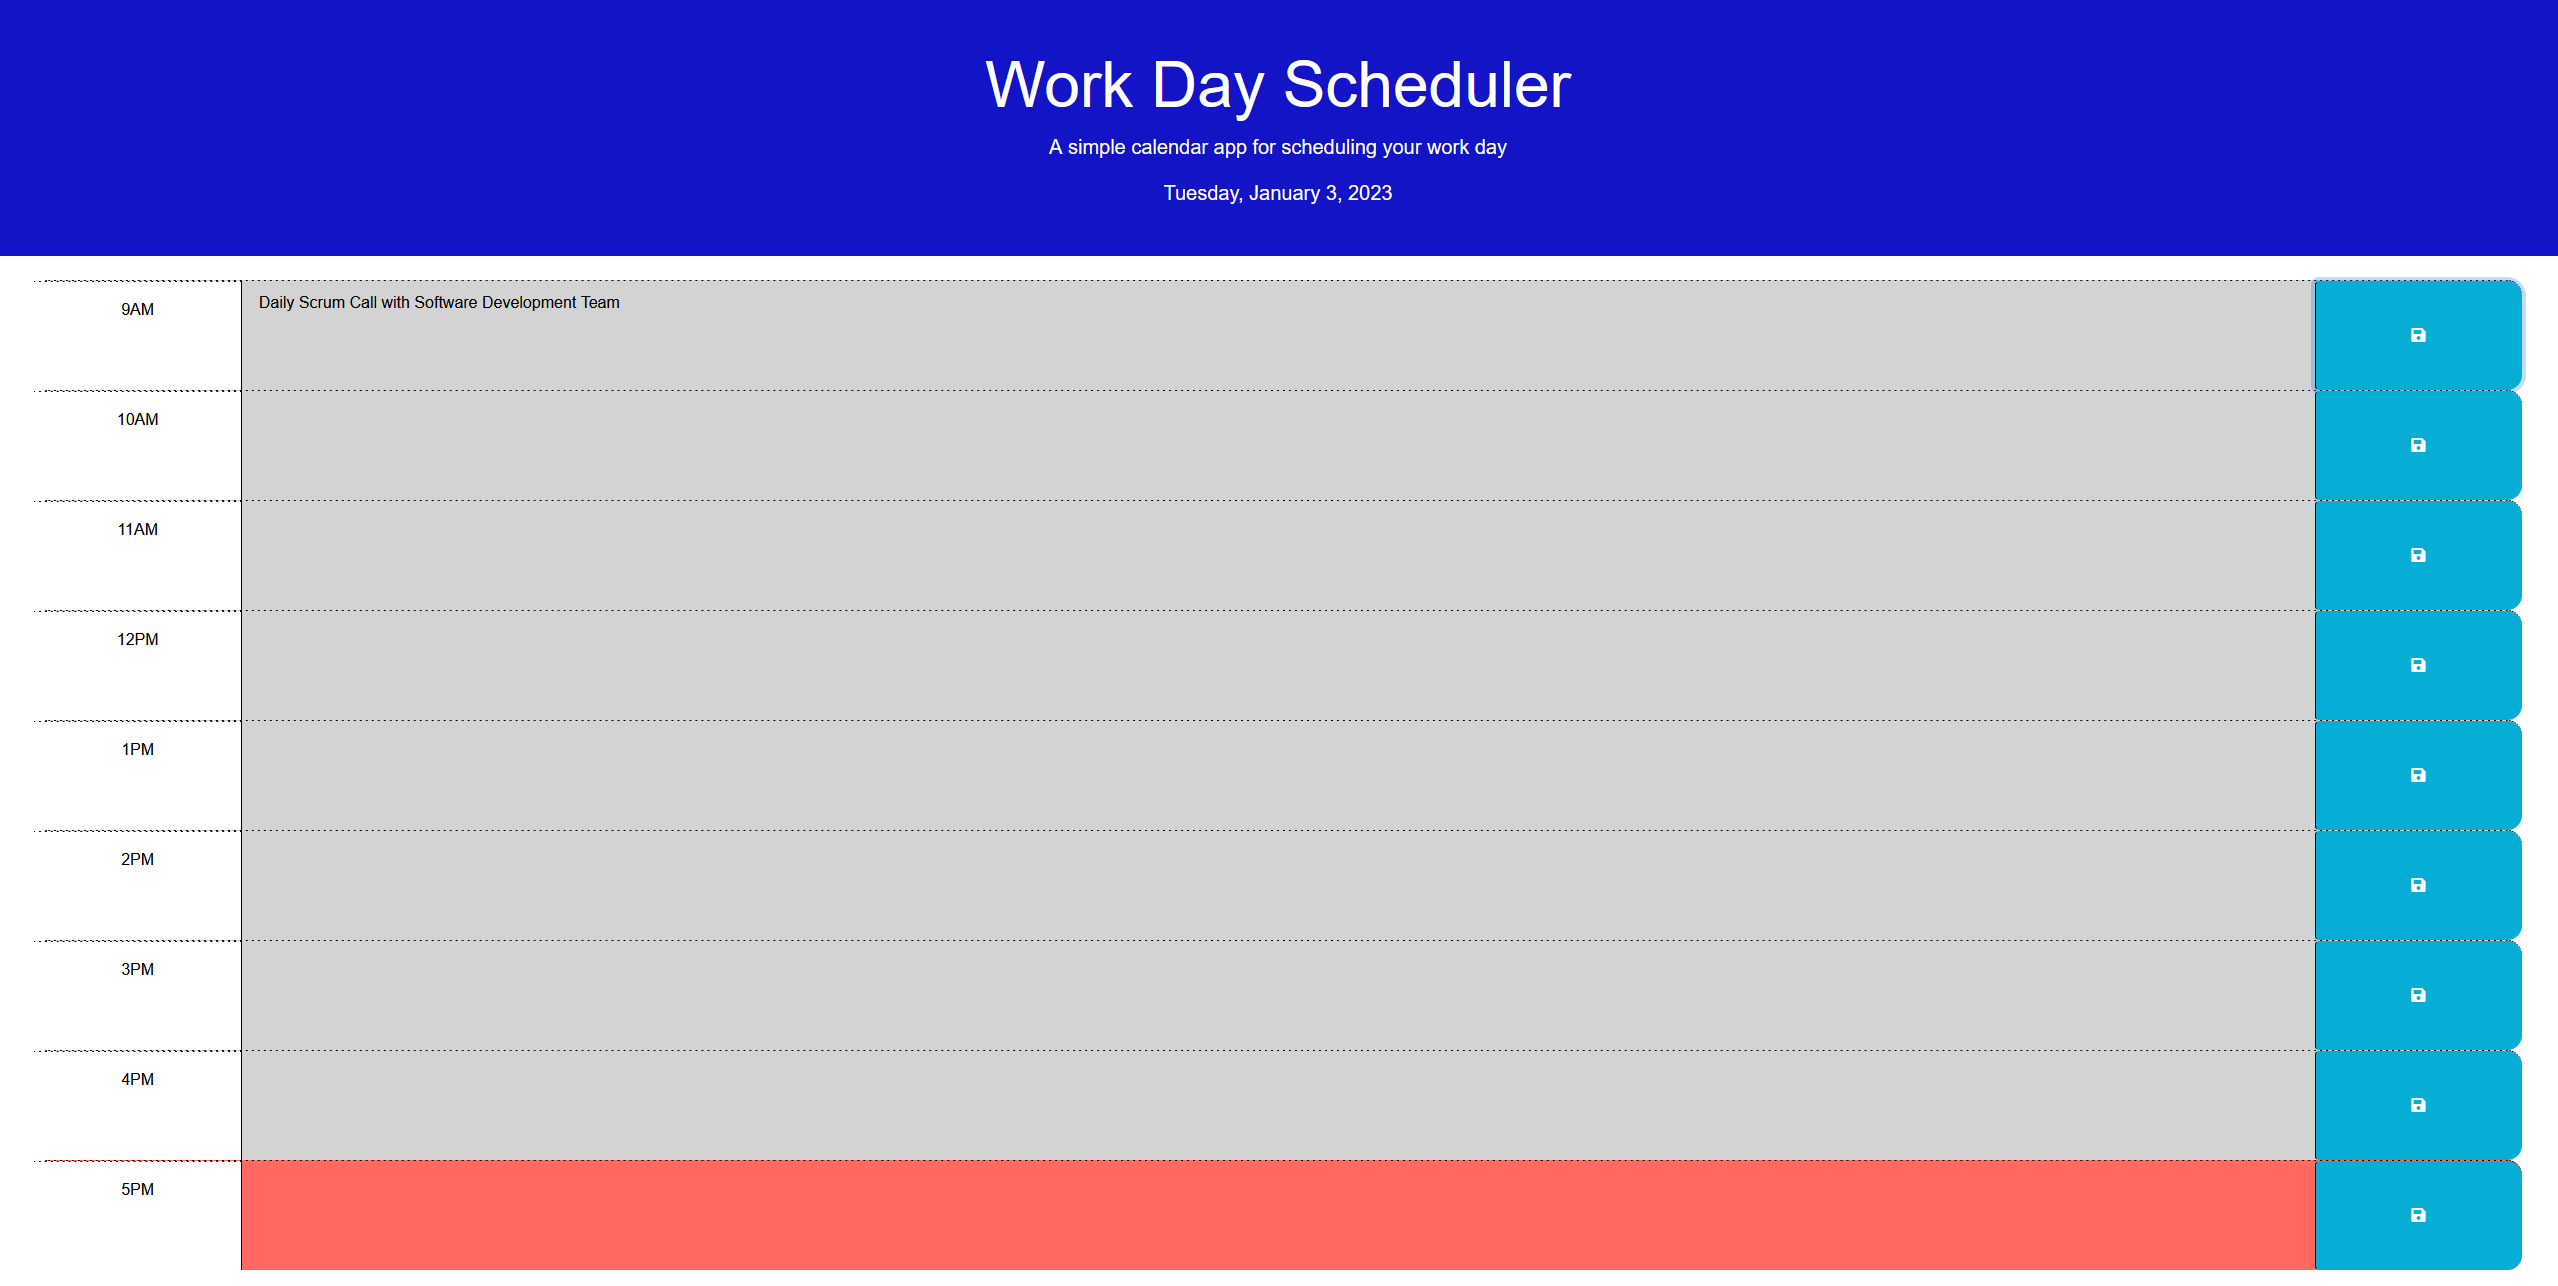 Work Day Scheduler
A simple calendar app for scheduling your work day
Tuesday, January 3, 2023
9AM
Daily Scrum Call with Software Development Team
10AM
11AM
12PM
1PM
2PM
3PM
4PM
5PM